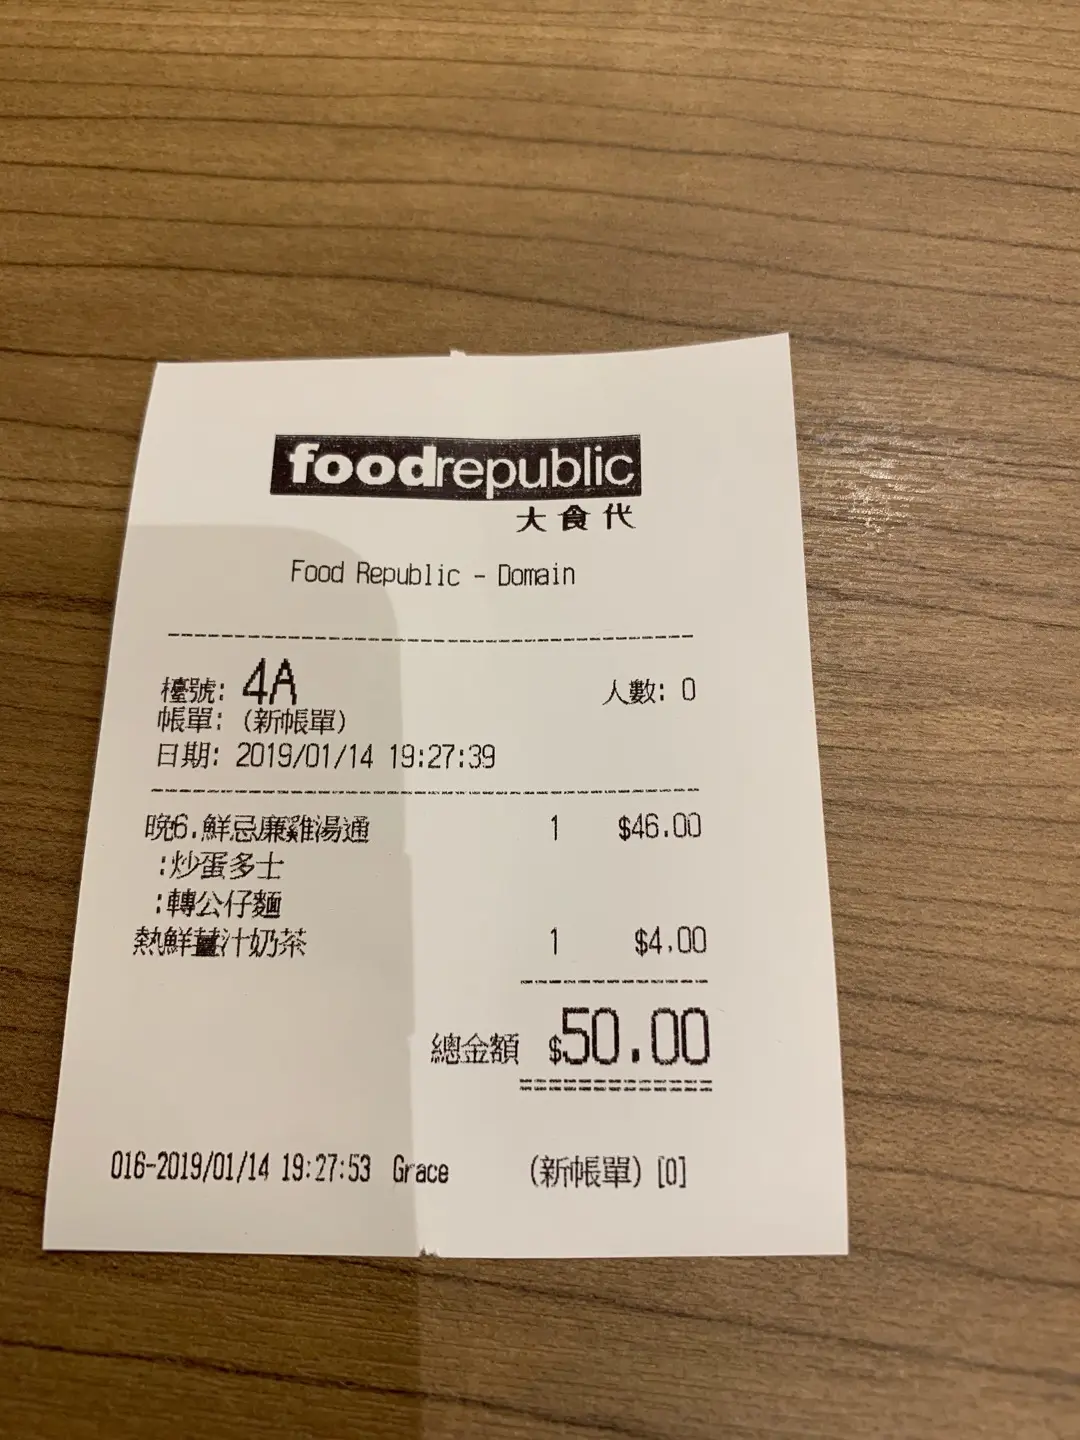 foodrepublic
大食代
Food Republic - Domain
檯號: 4A 人數: 0
帳單: (新帳單)
日期: 2019/01/14 19:27:39
晚6.鮮忌廉雞湯通 1 $46.00
:炒蛋多士
:轉公仔麵
熱鮮薑汁奶茶 1 $4.00
總金額 $50.00
016-2019/01/14 19:27:53 Grace (新帳單) [0]